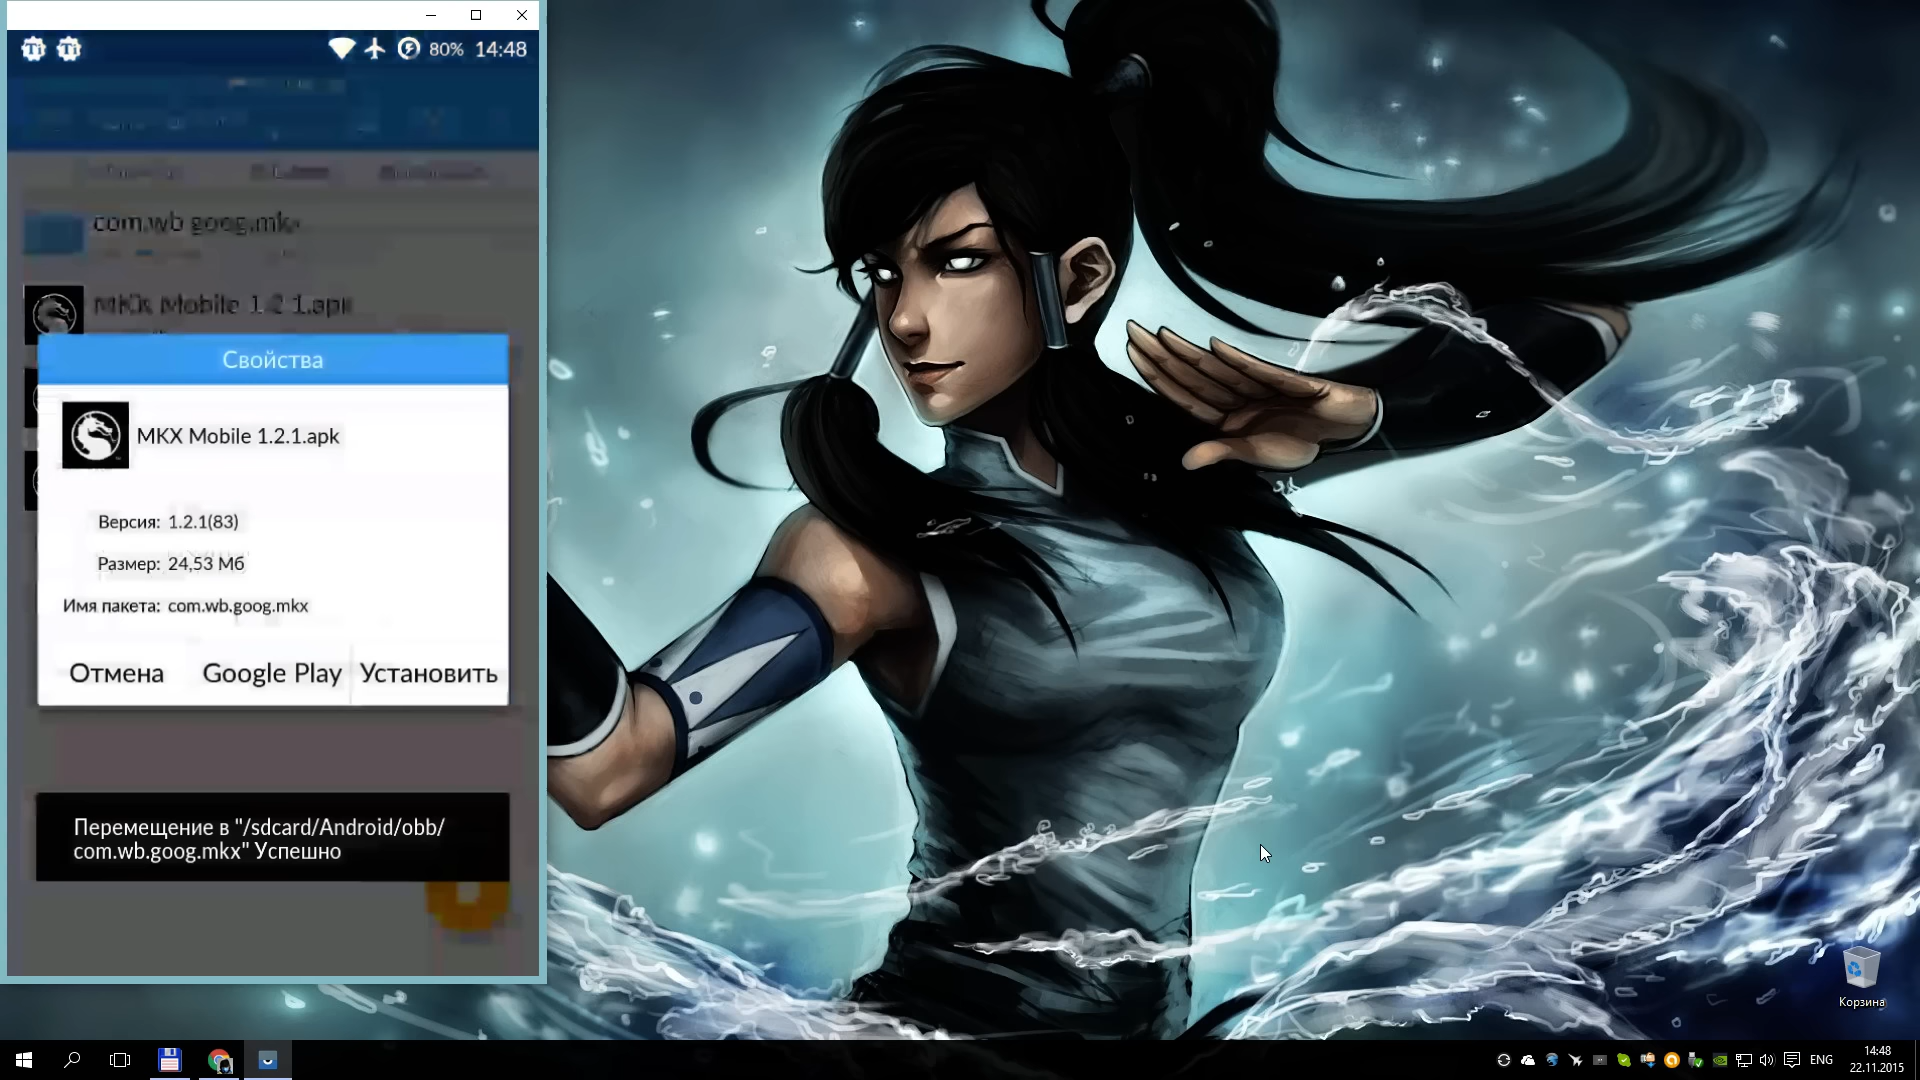 80% 14:48
com.wb goog.mkx
MKX Mobile 1.2.1.apk
Свойства
MKX Mobile 1.2.1.apk
Версия: 1.2.1(83)
Размер: 24,53 Мб
Имя пакета: com.wb.goog.mkx
Отмена Google Play Установить
Перемещение в "/sdcard/Android/obb/
com.wb.goog.mkx" Успешно
Корзина
ENG
14:48
22.11.2015